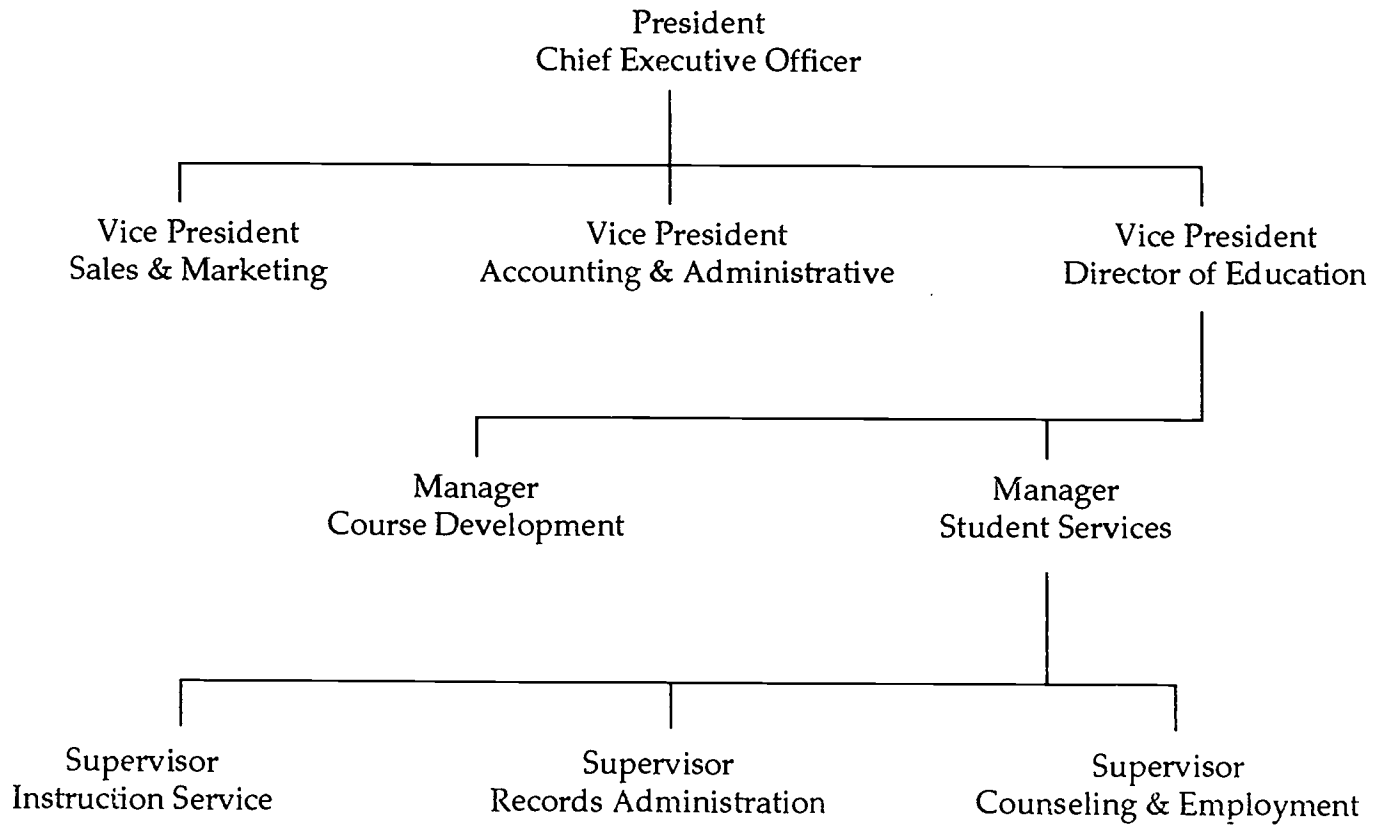 President
Chief Executive Officer
Vice President
Sales & Marketing
Vice President
Accounting & Administrative
Vice President
Director of Education
Manager
Course Development
Manager
Student Services
Supervisor
Instruction Service
Supervisor
Records Administration
Supervisor
Counseling & Employment